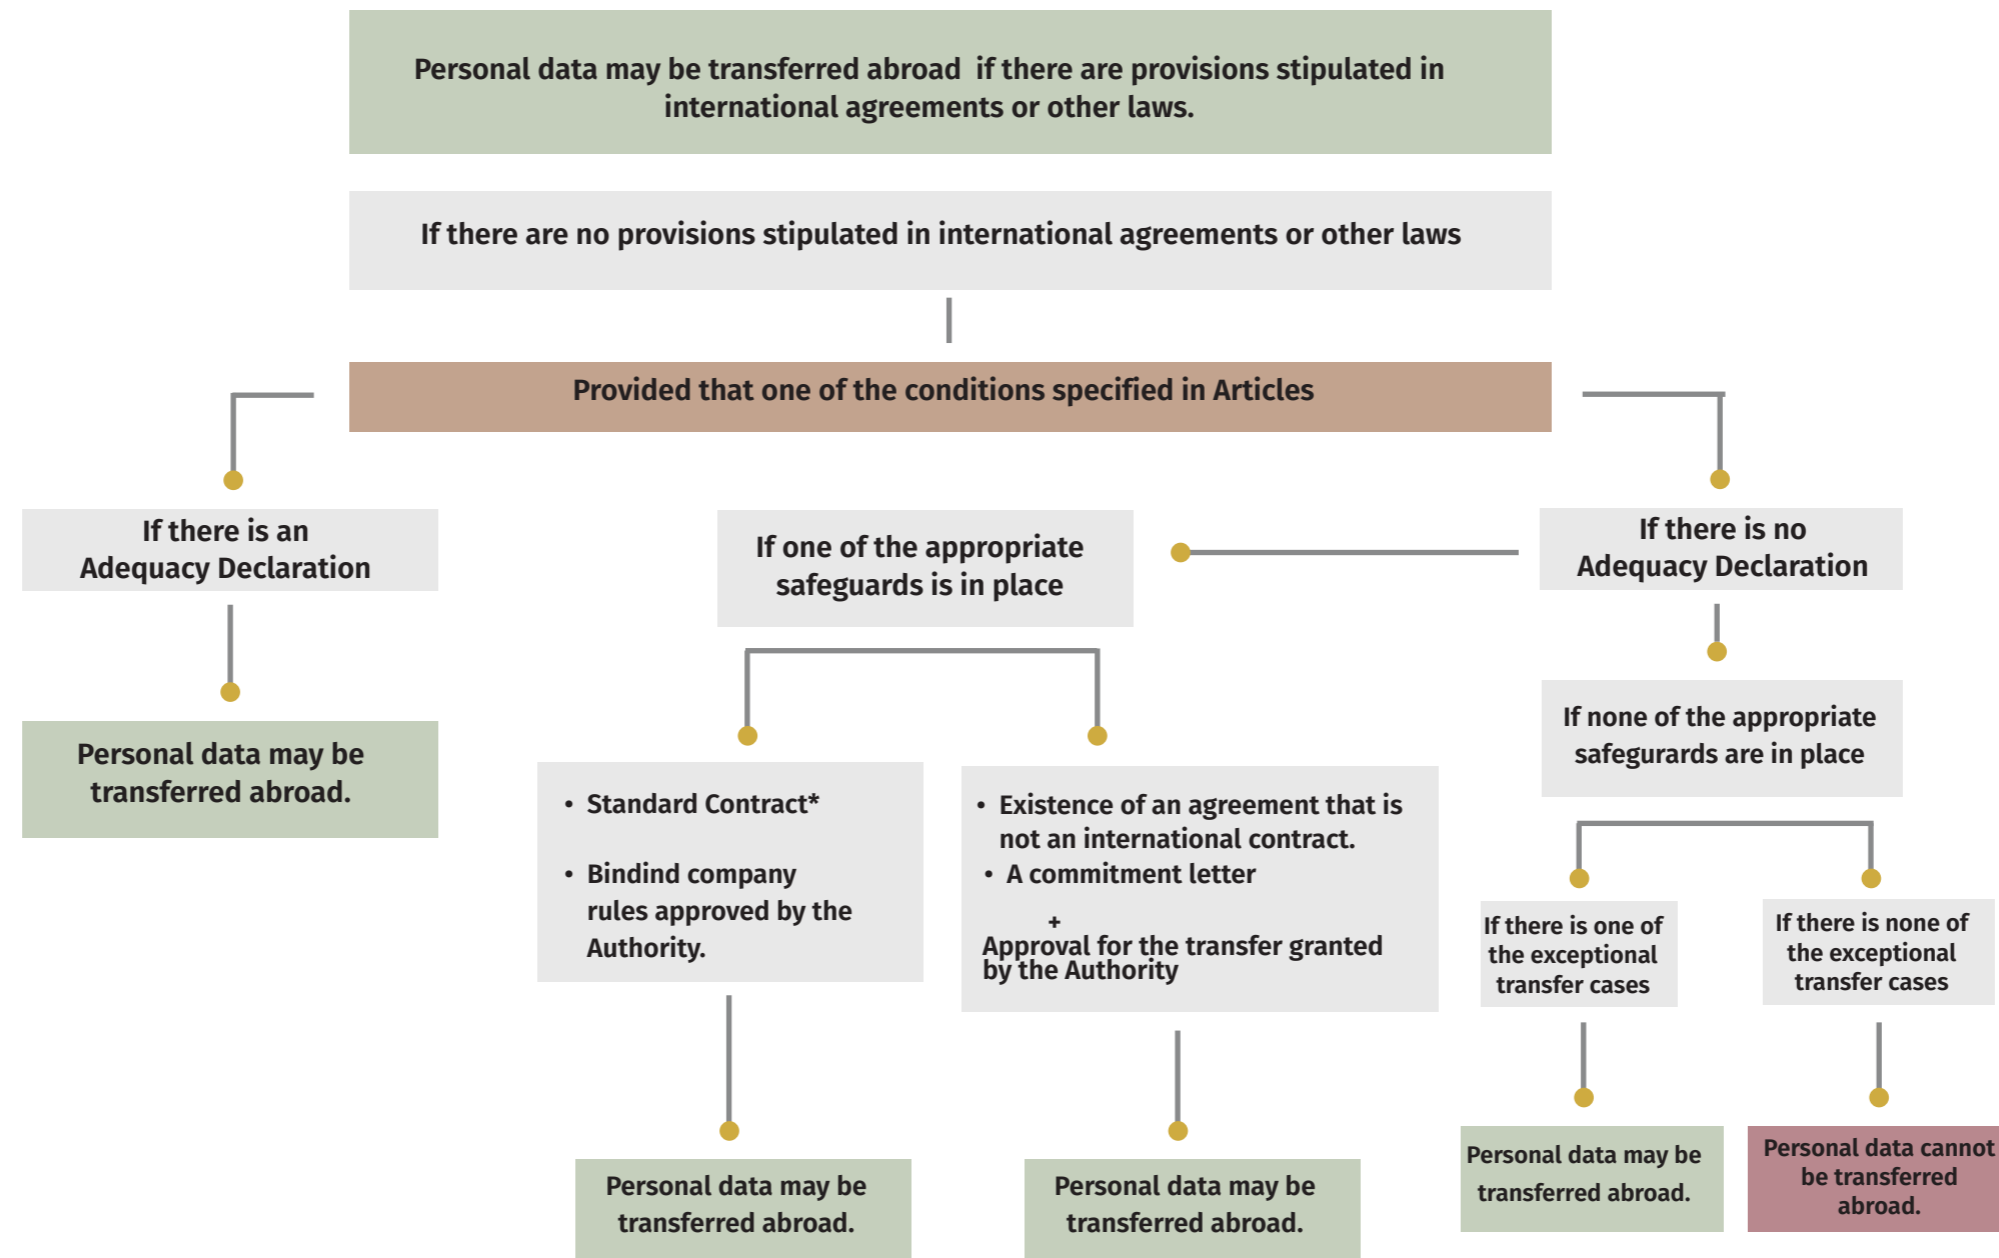 Personal data may be transferred abroad if there are provisions stipulated in
international agreements or other laws.
If there are no provisions stipulated in international agreements or other laws
Provided that one of the conditions specified in Articles
If there is an
Adequacy Declaration
Personal data may be
transferred abroad.
If one of the appropriate
safeguards is in place
If there is no
Adequacy Declaration
• Standard Contract*
• Bindind company
rules approved by the
Authority.
Personal data may be
transferred abroad.
• Existence of an agreement that is
not an international contract.
• A commitment letter
+
Approval for the transfer granted
by the Authority
Personal data may be
transferred abroad.
If none of the appropriate
safegurards are in place
If there is one of
the exceptional
transfer cases
Personal data may be
transferred abroad.
If there is none of
the exceptional
transfer cases
Personal data cannot
be transferred
abroad.